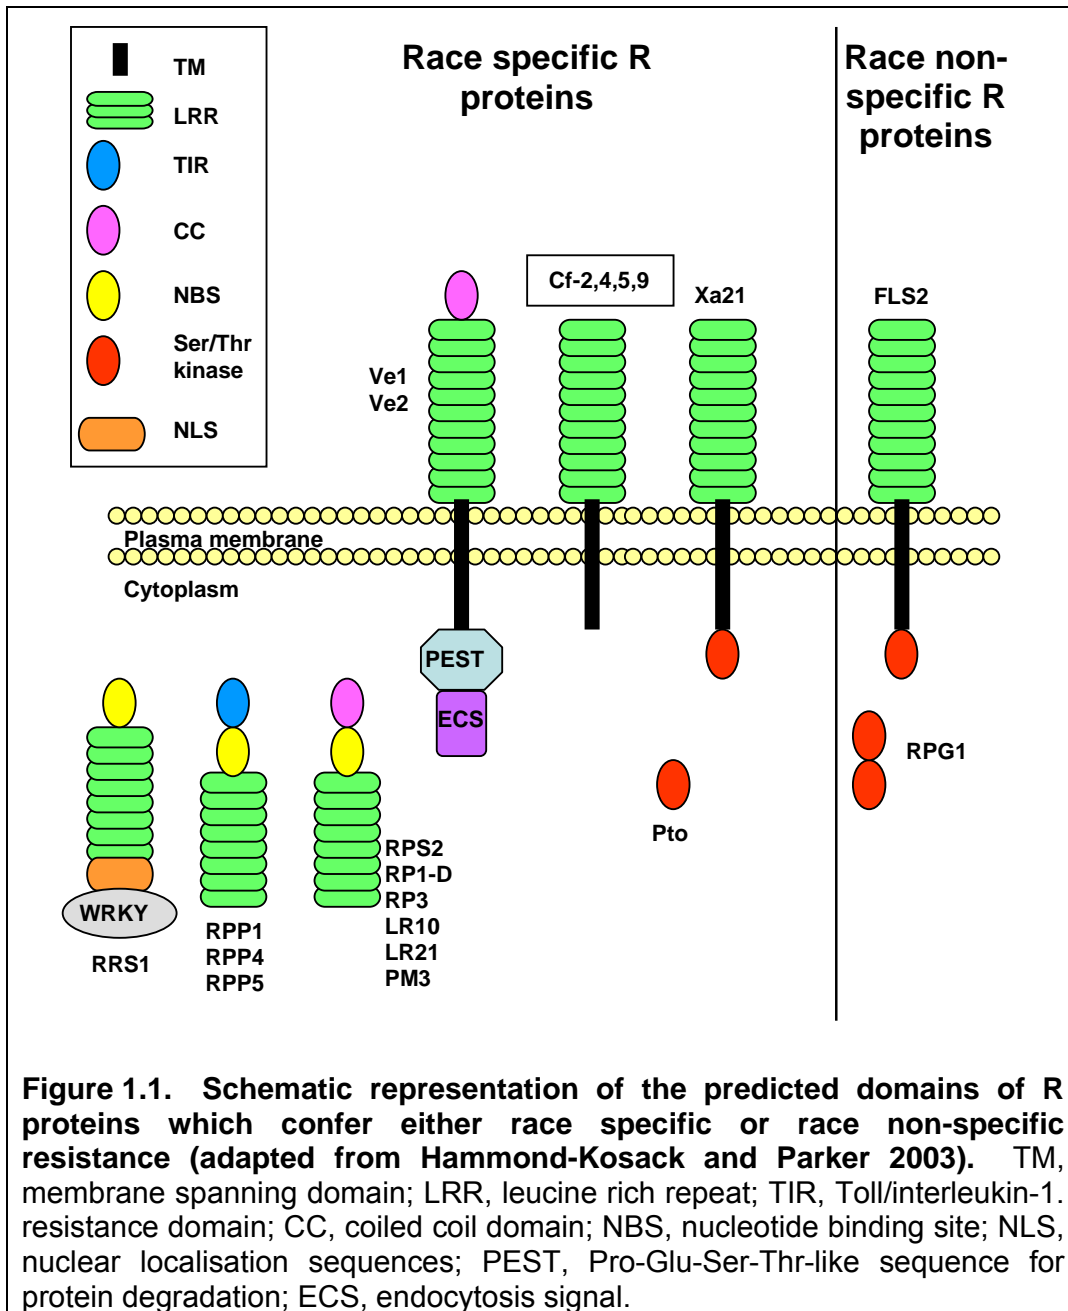 TM
LRR
TIR
CC
NBS
Ser/Thr
kinase
NLS
Race specific R
proteins
Race non-
specific R
proteins
Cf-2,4,5,9
Xa21
FLS2
Ve1
Ve2
Plasma membrane
Cytoplasm
PEST
ECS
RPG1
Pto
WRKY
RRS1
RPP1
RPP4
RPP5
RPS2
RP1-D
RP3
LR10
LR21
PM3
Figure 1.1. Schematic representation of the predicted domains of R
proteins which confer either race specific or race non-specific
resistance (adapted from Hammond-Kosack and Parker 2003). TM,
membrane spanning domain; LRR, leucine rich repeat; TIR, Toll/interleukin-1.
resistance domain; CC, coiled coil domain; NBS, nucleotide binding site; NLS,
nuclear localisation sequences; PEST, Pro-Glu-Ser-Thr-like sequence for
protein degradation; ECS, endocytosis signal.